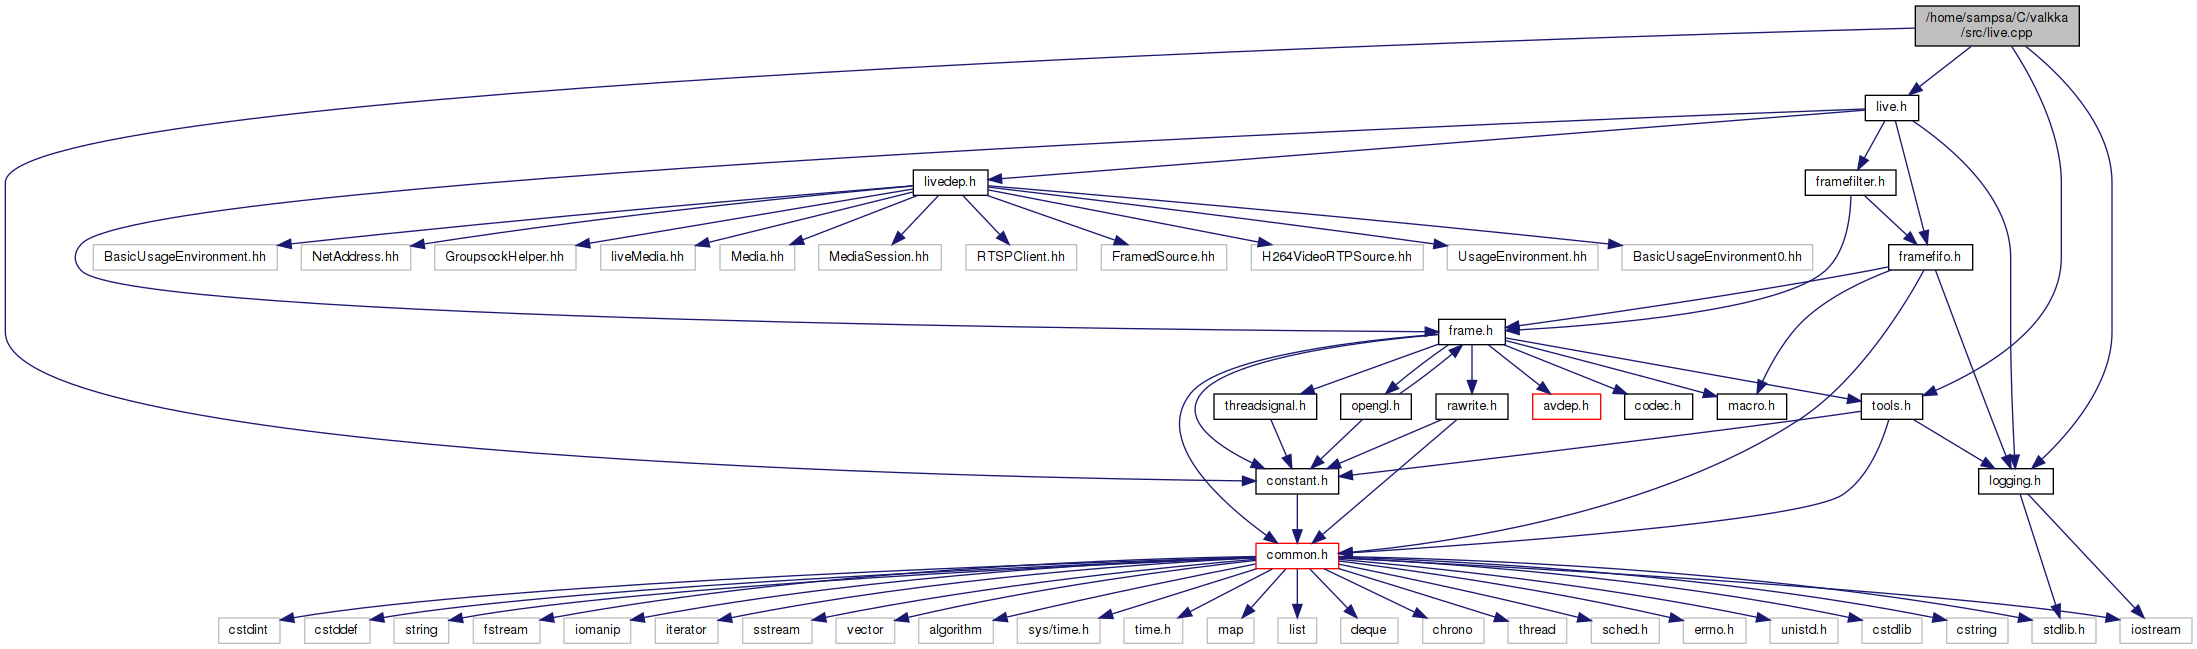 /home/sampsa/C/valkka
/src/live.cpp
live.h
livedep.h
framefilter.h
BasicUsageEnvironment.hh
NetAddress.hh
GroupsockHelper.hh
liveMedia.hh
Media.hh
MediaSession.hh
RTSPClient.hh
FramedSource.hh
H264VideoRTPSource.hh
UsageEnvironment.hh
BasicUsageEnvironment0.hh
framefifo.h
frame.h
threadsignal.h
opengl.h
rawrite.h
avdep.h
codec.h
macro.h
tools.h
constant.h
logging.h
common.h
cstdint
cstddef
string
fstream
iomanip
iterator
sstream
vector
algorithm
sys/time.h
time.h
map
list
deque
chrono
thread
sched.h
errno.h
unistd.h
cstdlib
cstring
stdlib.h
iostream